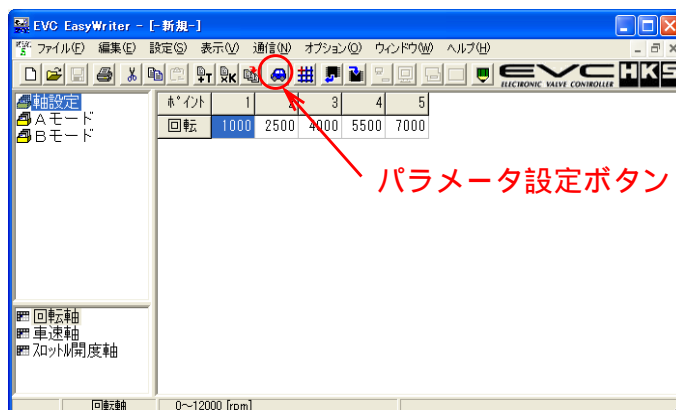 EVC EasyWriter - [-新規-]
ファイル(F) 編集(E) 設定(S) 表示(V) 通信(N) オプション(O) ウィンドウ(W) ヘルプ(H)
EVC HKS
ELECTRONIC VALVE CONTROLLER
軸設定
Aモード
Bモード
ポイント 1 2 3 4 5
回転 1000 2500 4000 5500 7000
パラメータ設定ボタン
回転軸
車速軸
スロットル開度軸
回転軸 0～12000 [rpm]